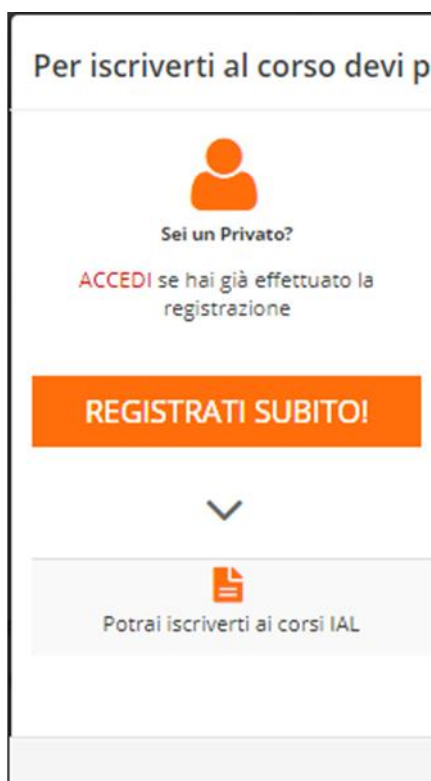 Per iscriverti al corso devi p
Sei un Privato?
ACCEDI se hai già effettuato la
registrazione
REGISTRATI SUBITO!
Potrai iscriverti ai corsi IAL